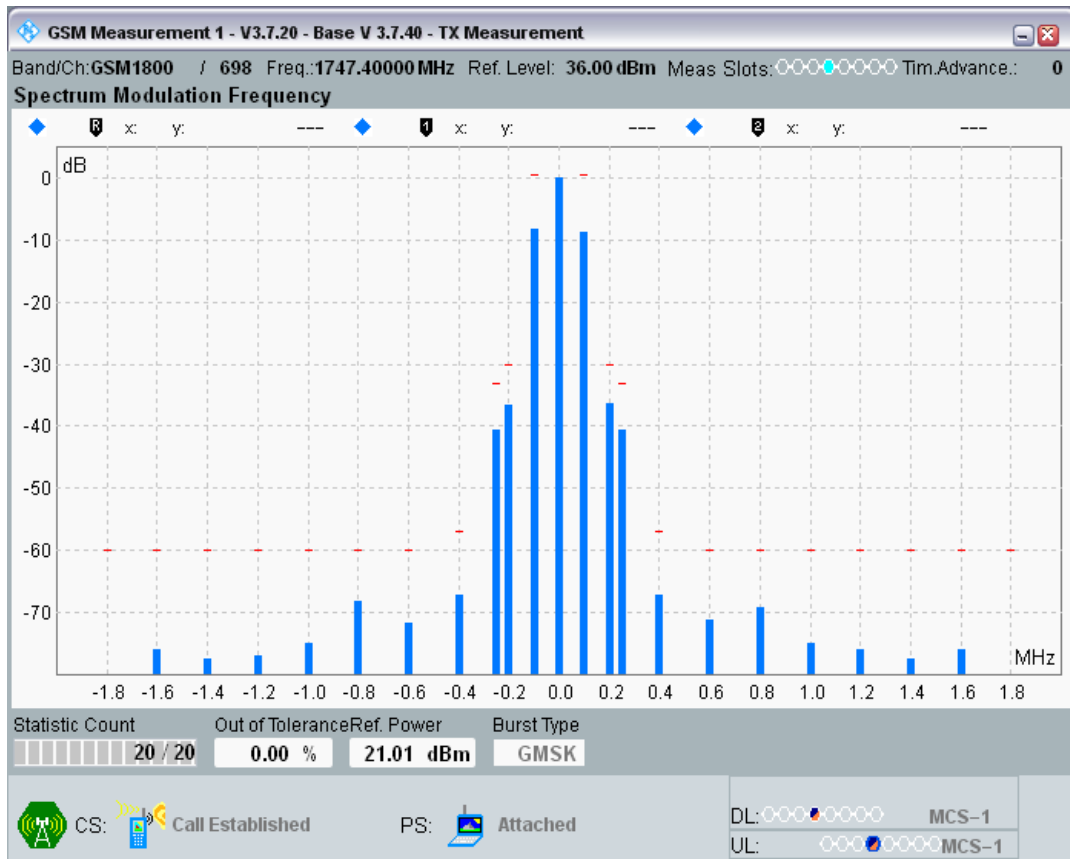 GSM Measurement 1 - V3.7.20 - Base V 3.7.40 - TX Measurement
Band/Ch:GSM1800 / 698 Freq.:1747.40000 MHz Ref. Level: 36.00 dBm Meas Slots: Tim.Advance.: 0
Spectrum Modulation Frequency
R x: y: --- 1 x: y: --- 2 x: y: ---
dB
0
-10
-20
-30
-40
-50
-60
-70
MHz
-1.8 -1.6 -1.4 -1.2 -1.0 -0.8 -0.6 -0.4 -0.2 0.0 0.2 0.4 0.6 0.8 1.0 1.2 1.4 1.6 1.8
Statistic Count Out of Tolerance Ref. Power Burst Type
20 / 20 0.00 % 21.01 dBm GMSK
CS: Call Established PS: Attached
DL: MCS-1
UL: MCS-1